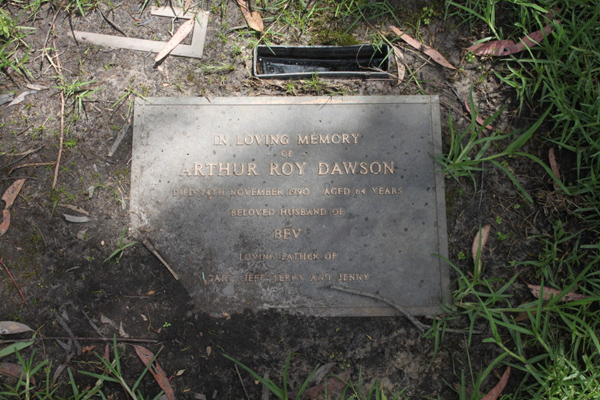 IN LOVING MEMORY
OF
ARTHUR ROY DAWSON
DIED 24TH NOVEMBER 1990 AGED 64 YEARS
BELOVED HUSBAND OF
BEV
LOVING FATHER OF
GARY, JEFF, TERRY AND JENNY